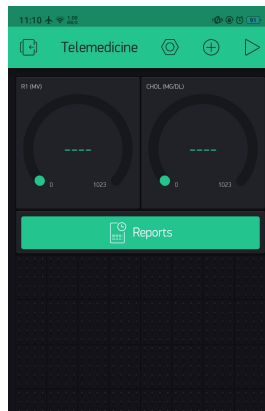 11:10
Telemedicine
R1 (MV)
CHOL (MG/DL)
----
----
0 1023
0 1023
Reports